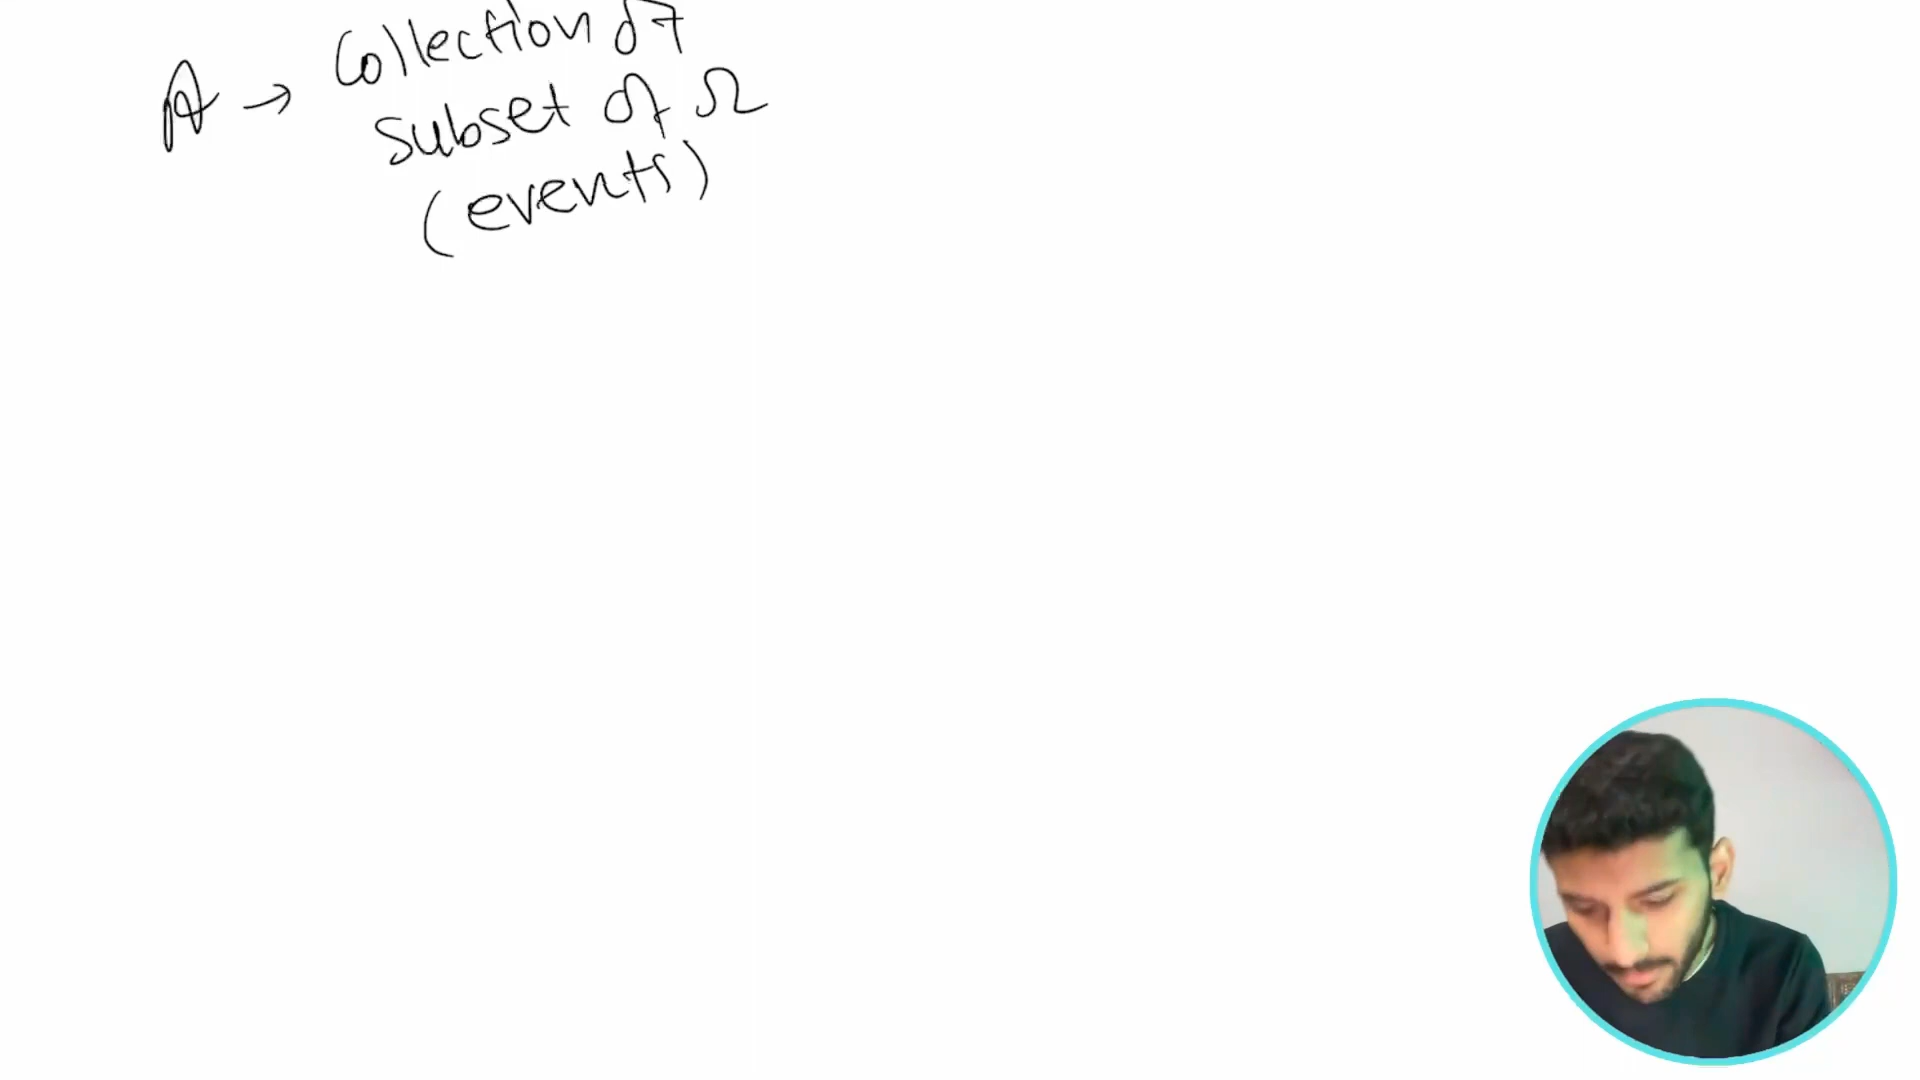 A → Collection of
subset of Ω
(events)